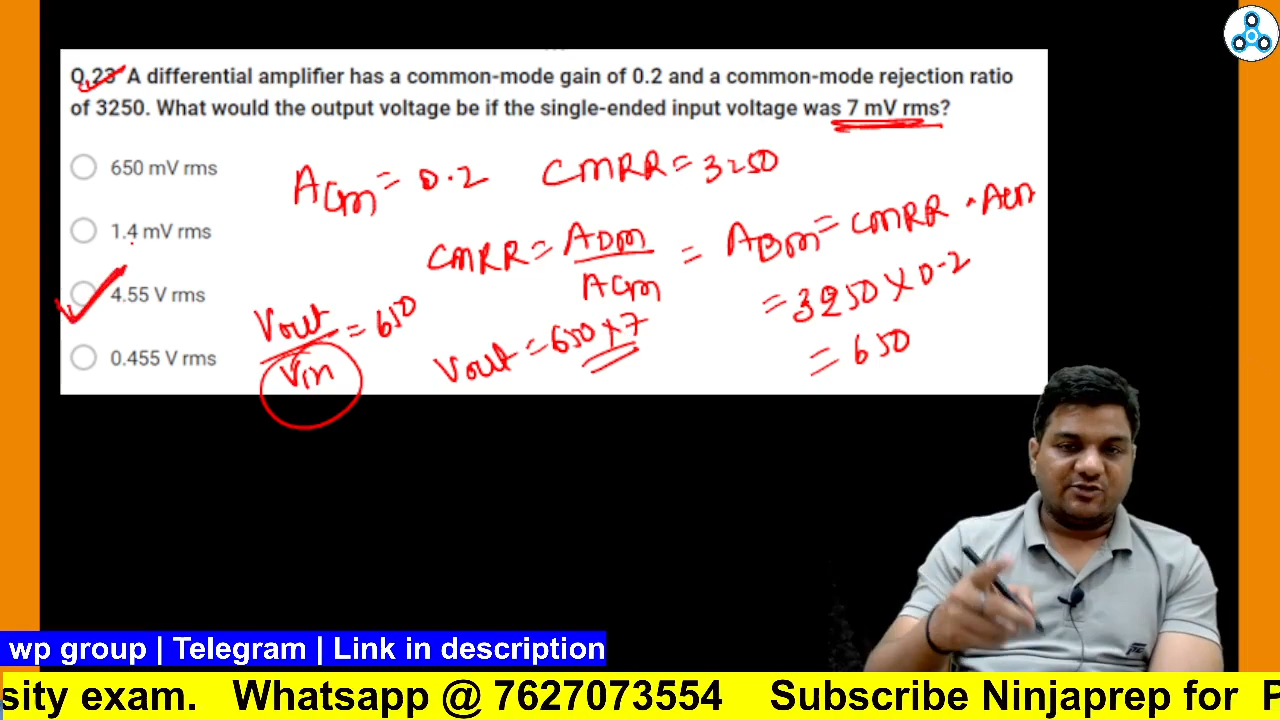 Q.23 A differential amplifier has a common-mode gain of 0.2 and a common-mode rejection ratio
of 3250. What would the output voltage be if the single-ended input voltage was 7 mV rms?
650 mV rms
1.4 mV rms
4.55 V rms
0.455 V rms
Acm = 0.2 CMRR = 3250
CMRR = ADM / ACM = ADM = CMRR · Acm
= 3250 × 0.2
= 650
Vout / Vin = 650
Vout = 650 × 7
wp group | Telegram | Link in description
sity exam. Whatsapp @ 7627073554 Subscribe Ninjaprep for P